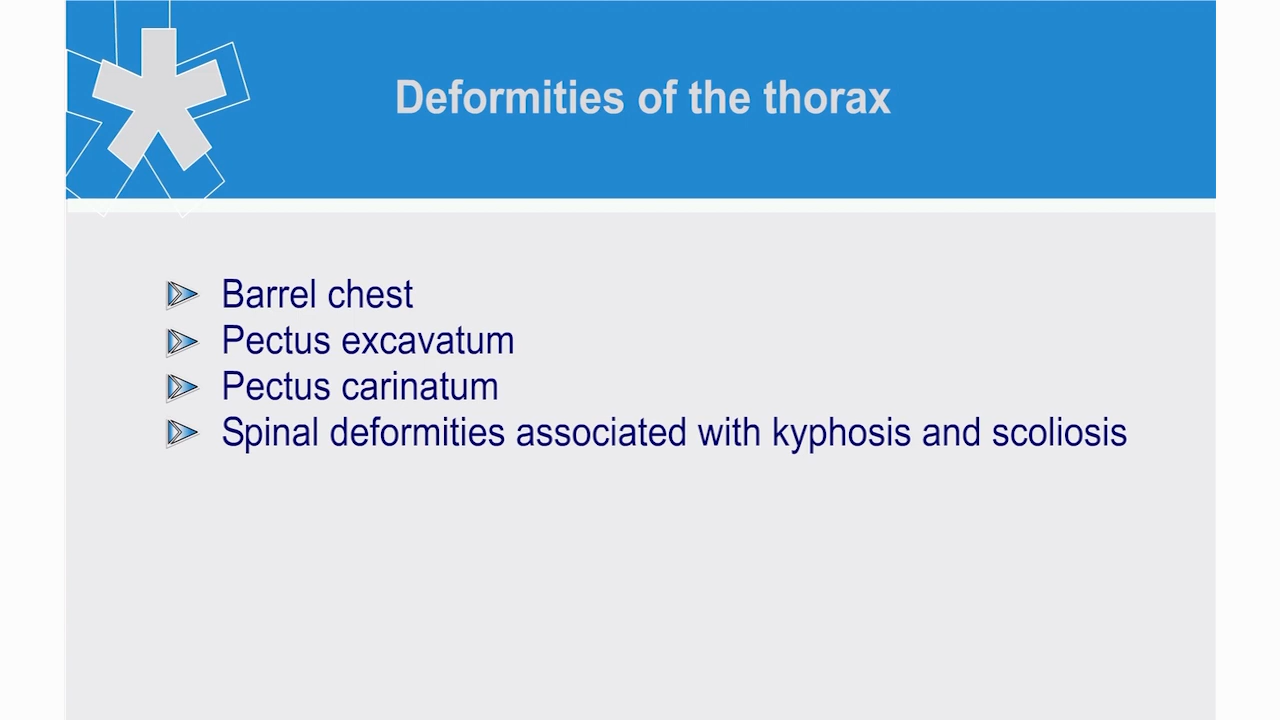 Deformities of the thorax
Barrel chest
Pectus excavatum
Pectus carinatum
Spinal deformities associated with kyphosis and scoliosis